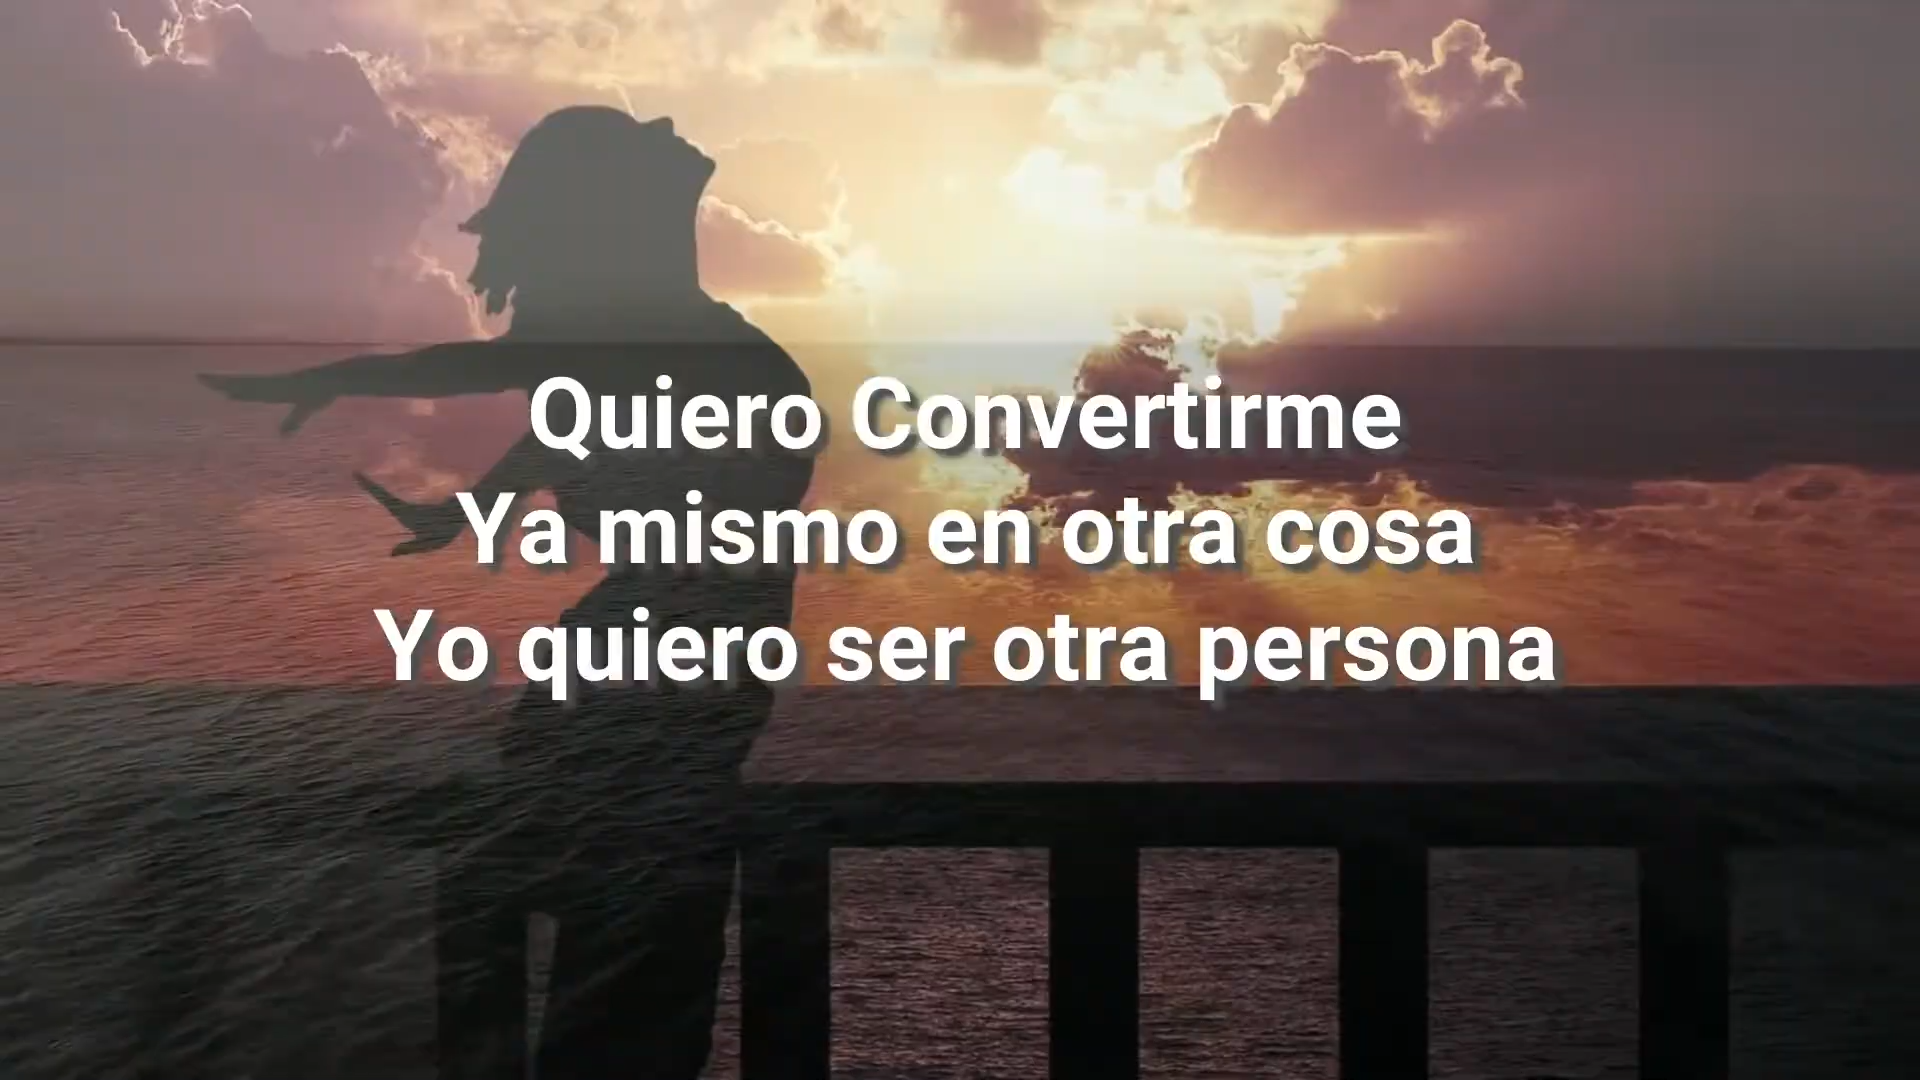 Quiero Convertirme
Ya mismo en otra cosa
Yo quiero ser otra persona